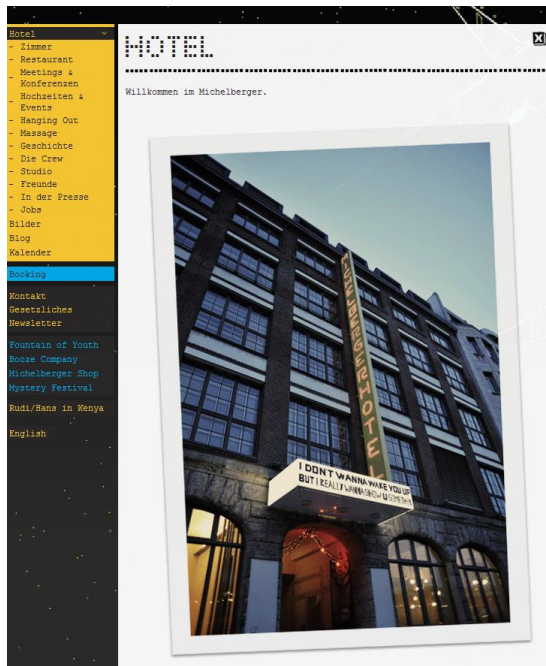 Hotel
- Zimmer
- Restaurant
- Meetings &
Konferenzen
- Hochzeiten &
Events
- Hanging Out
- Massage
- Geschichte
- Die Crew
- Studio
- Freunde
- In der Presse
- Jobs
Bilder
Blog
Kalender
Booking
Kontakt
Gesetzliches
Newsletter
Fountain of Youth
Booze Company
Michelberger Shop
Mystery Festival
Rudi/Hans in Kenya
English
HOTEL
X
Willkommen im Michelberger.
MICHELBERGERHOTEL
I DONT WANNA WAKE YOU UP
BUT I REALLY WANNA SHOW U SOMETHIN